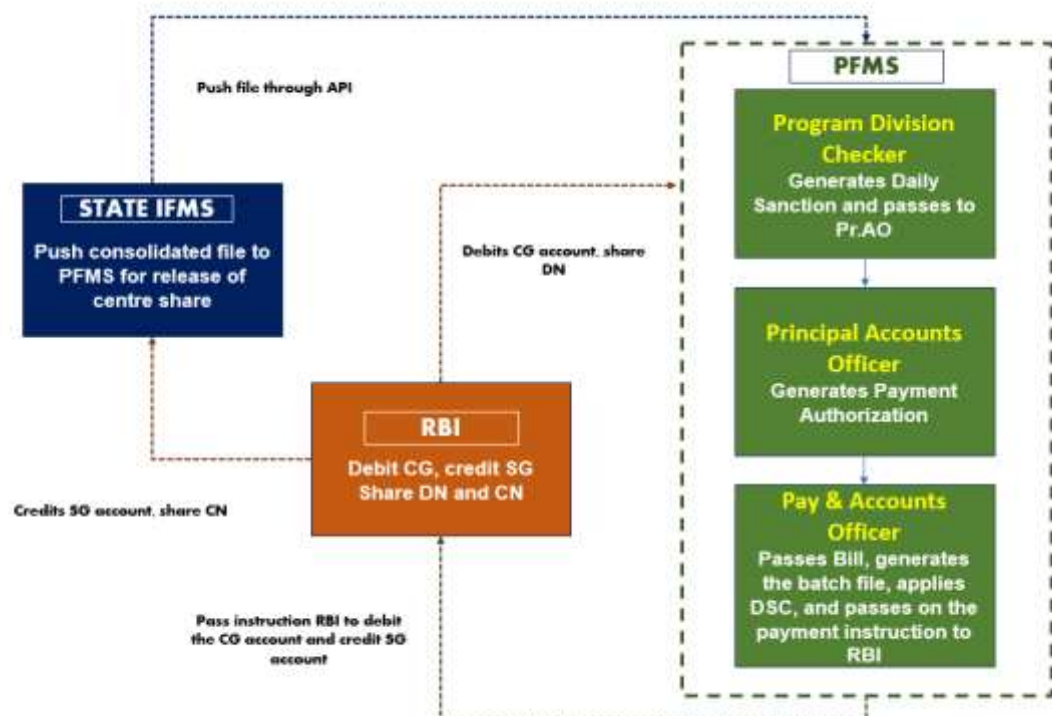 Push file through API
STATE IFMS
Push consolidated file to
PFMS for release of
centre share
Credits SG account, share CN
Debits CG account, share
DN
RBI
Debit CG, credit SG
Share DN and CN
Pass instruction RBI to debit
the CG account and credit SG
account
PFMS
Program Division
Checker
Generates Daily
Sanction and passes to
Pr.AO
Principal Accounts
Officer
Generates Payment
Authorization
Pay & Accounts
Officer
Passes Bill, generates
the batch file, applies
DSC, and passes on the
payment instruction to
RBI